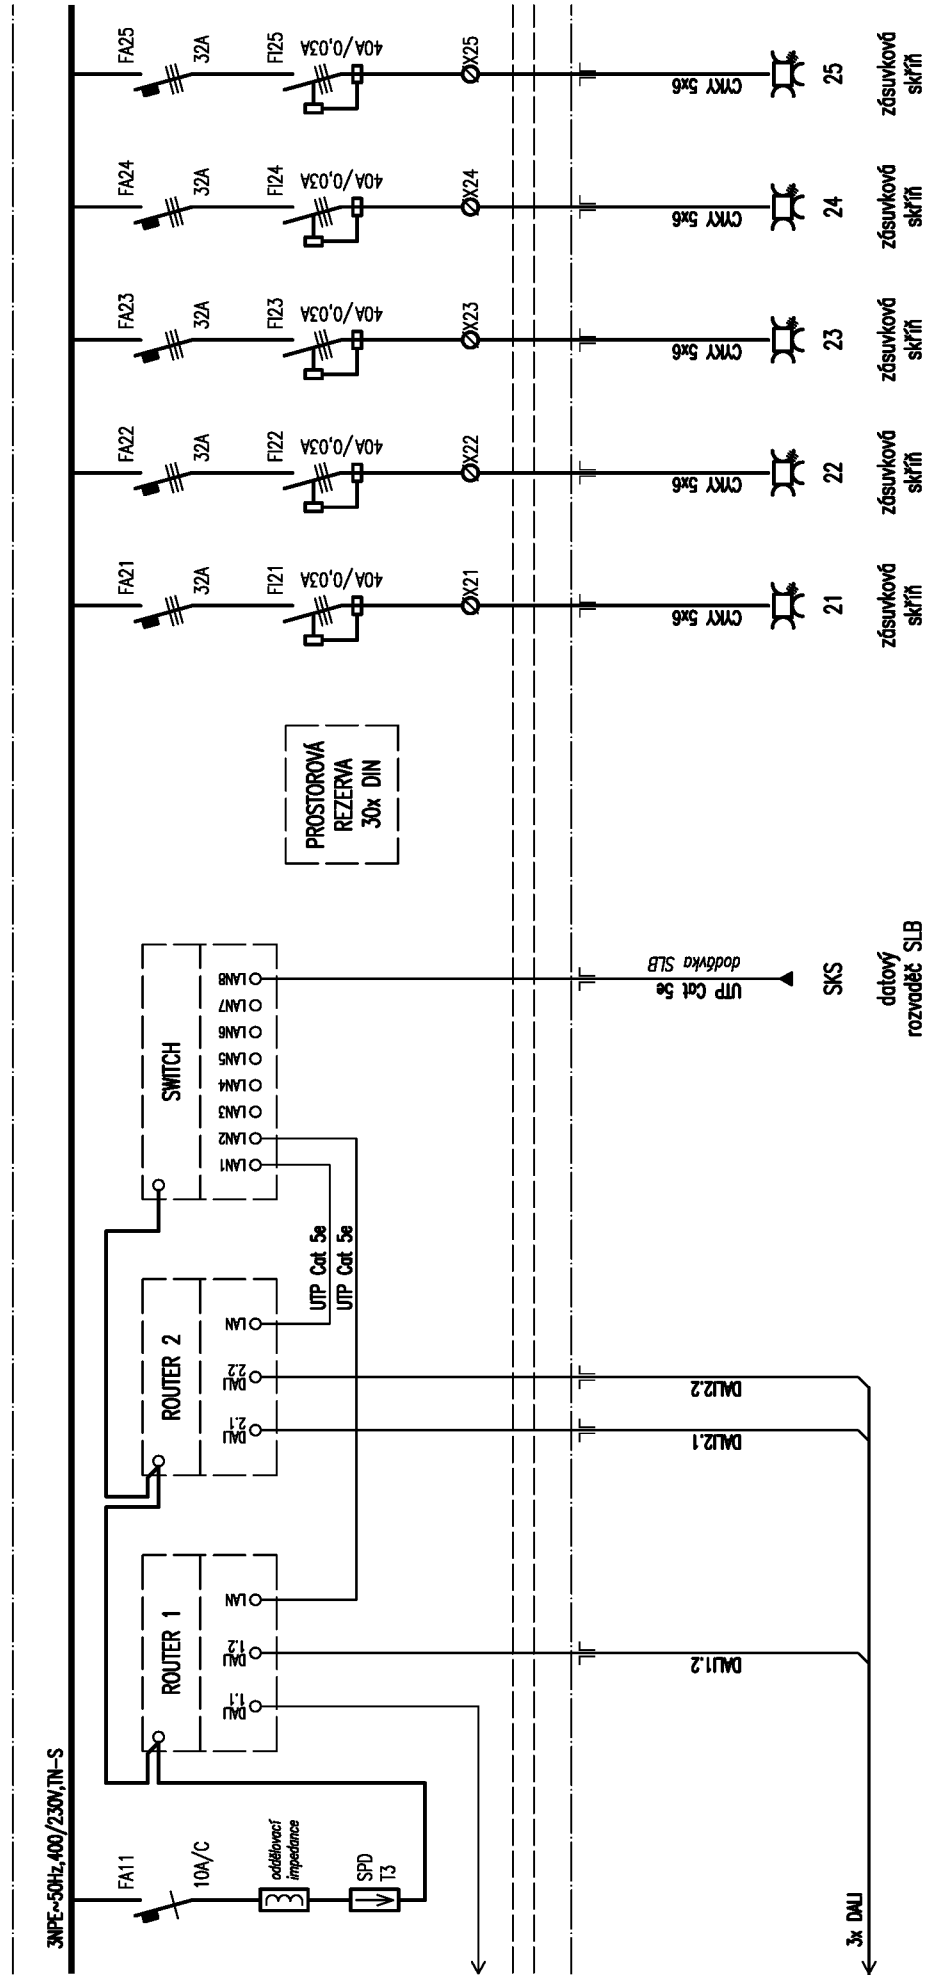 3NPE~50Hz,400/230V,TN-S
FA11
10A/C
oddělovací
impedance
SPD
T3
ROUTER 1
DALI
1.1
DALI
1.2
LAN
ROUTER 2
DALI
2.1
DALI
2.2
LAN
UTP Cat 5e
UTP Cat 5e
SWITCH
LAN1
LAN2
LAN3
LAN4
LAN5
LAN6
LAN7
LAN8
PROSTOROVÁ
REZERVA
30x DIN
FA21
32A
FI21
40A/0,03A
X21
CYKY 5x6
21
zásuvková
skříň
FA22
32A
FI22
40A/0,03A
X22
CYKY 5x6
22
zásuvková
skříň
FA23
32A
FI23
40A/0,03A
X23
CYKY 5x6
23
zásuvková
skříň
FA24
32A
FI24
40A/0,03A
X24
CYKY 5x6
24
zásuvková
skříň
FA25
32A
FI25
40A/0,03A
X25
CYKY 5x6
25
zásuvková
skříň
3x DALI
DALI1.2
DALI2.1
DALI2.2
UTP Cat 5e
dodávka SLB
SKS
datový
rozvaděč SLB